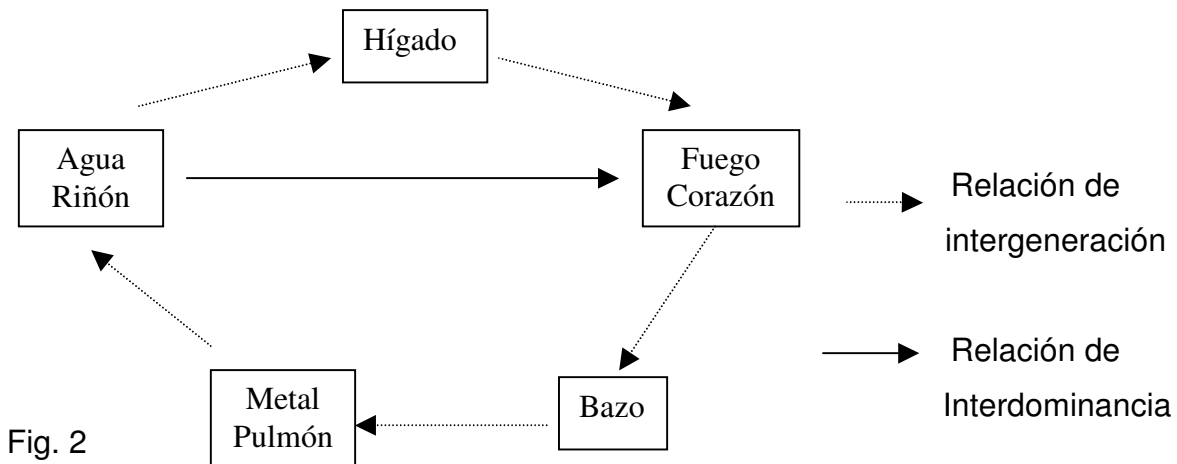 Hígado
Agua
Riñón
Fuego
Corazón
Relación de
intergeneración
Metal
Pulmón
Bazo
Relación de
Interdominancia
Fig. 2